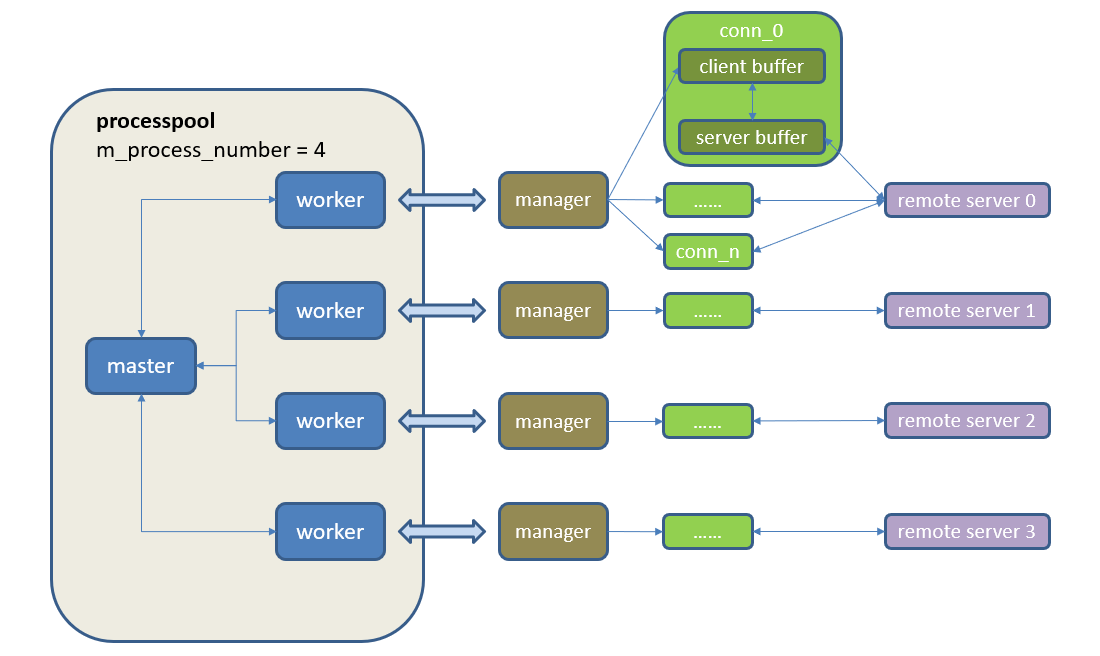 conn_0
client buffer
server buffer
processpool
m_process_number = 4
worker
manager
......
remote server 0
conn_n
worker
manager
......
remote server 1
master
worker
manager
......
remote server 2
worker
manager
......
remote server 3